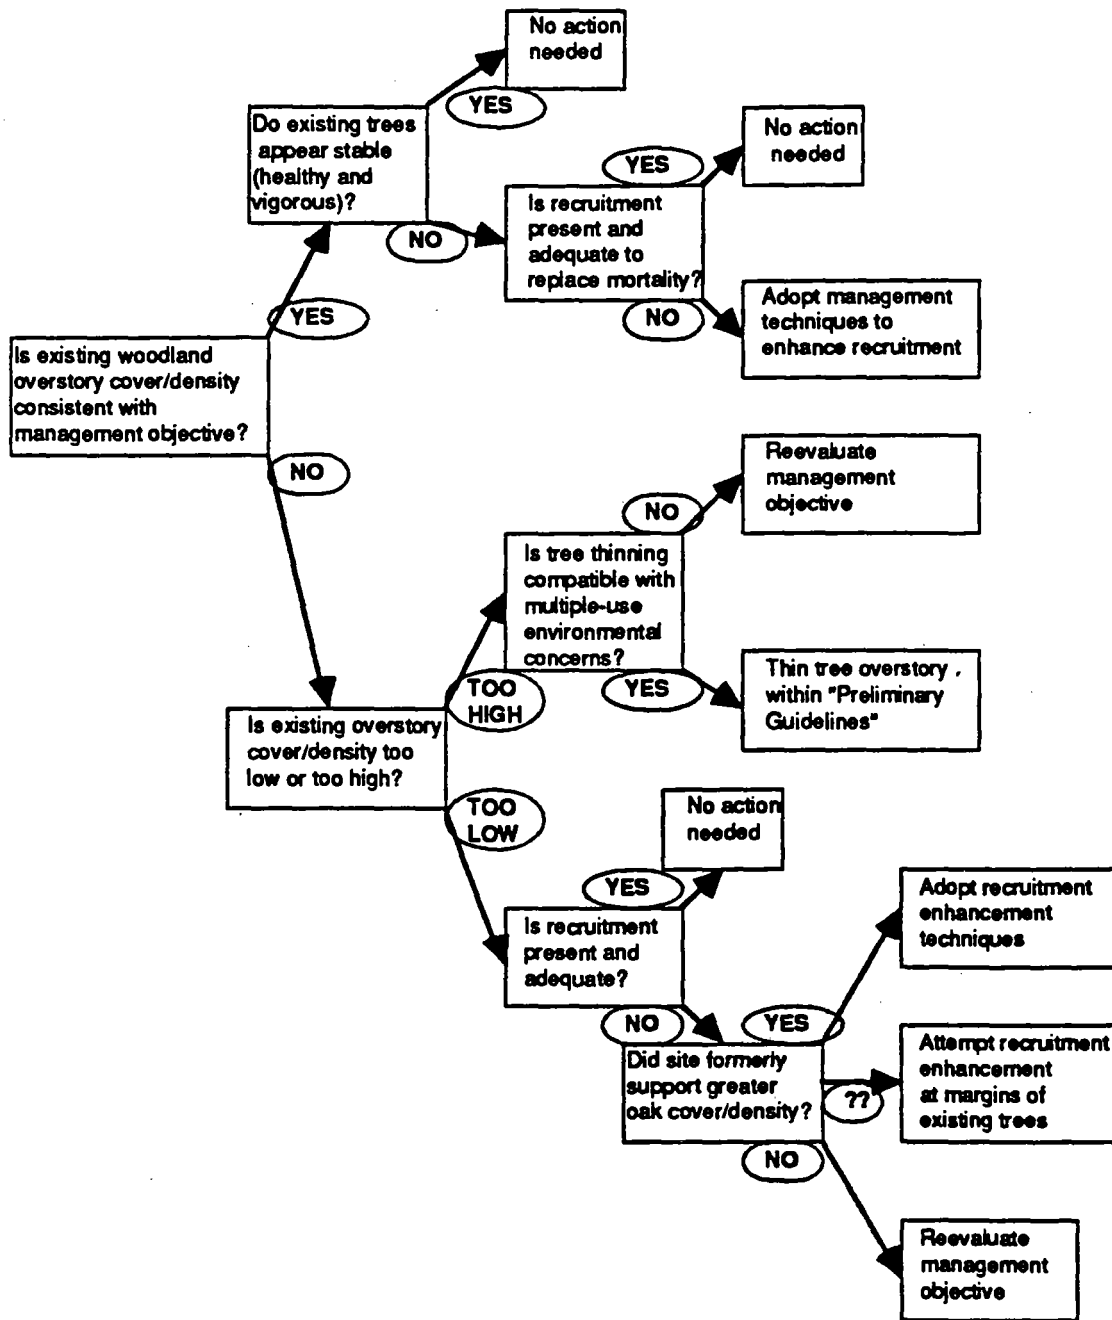 No action
needed
YES
Do existing trees
appear stable
(healthy and
vigorous)?
NO
YES
No action
needed
Is recruitment
present and
adequate to
replace mortality?
NO
Adopt management
techniques to
enhance recruitment
YES
Is existing woodland
overstory cover/density
consistent with
management objective?
NO
Reevaluate
management
objective
NO
Is tree thinning
compatible with
multiple-use
environmental
concerns?
YES
Thin tree overstory
within "Preliminary
Guidelines"
TOO
HIGH
Is existing overstory
cover/density too
low or too high?
TOO
LOW
No action
needed
YES
Is recruitment
present and
adequate?
NO
Adopt recruitment
enhancement
techniques
YES
Did site formerly
support greater
oak cover/density?
??
Attempt recruitment
enhancement
at margins of
existing trees
NO
Reevaluate
management
objective